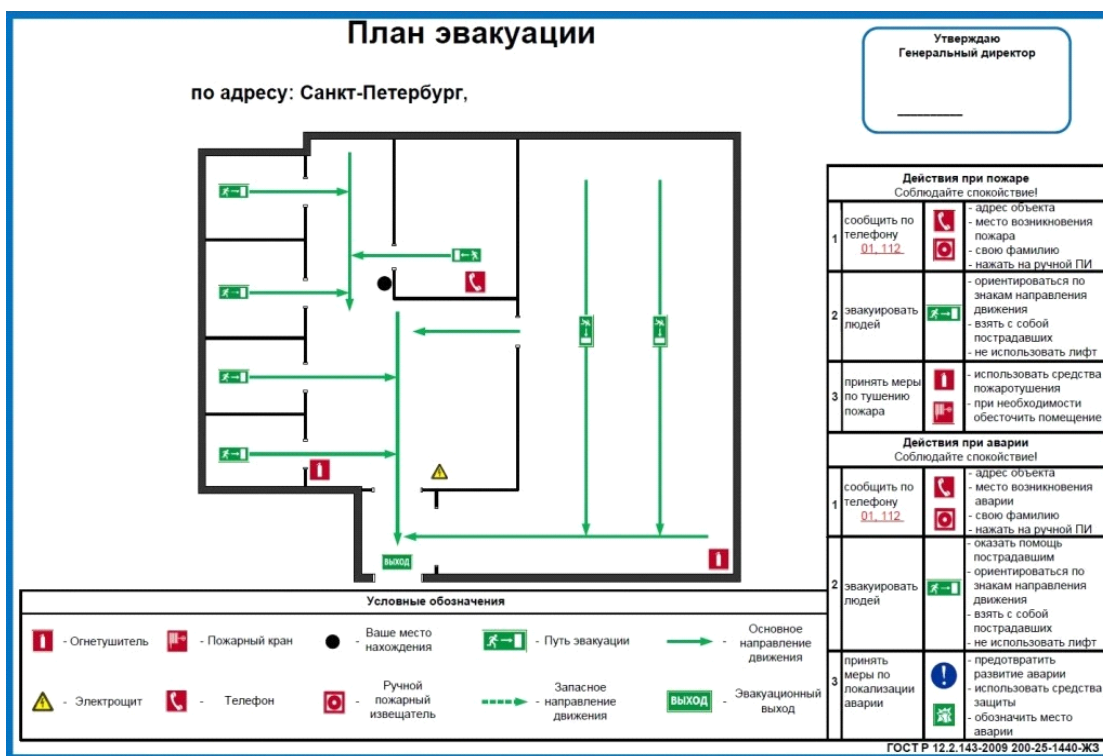 План эвакуации
Утверждаю
Генеральный директор
по адресу: Санкт-Петербург,
ВЫХОД
Действия при пожаре
Соблюдайте спокойствие!
1
сообщить по
телефону
01, 112
- адрес объекта
- место возникновения
пожара
- свою фамилию
- нажать на ручной ПИ
2
эвакуировать
людей
- ориентироваться по
знакам направления
движения
- взять с собой
пострадавших
- не использовать лифт
3
принять меры
по тушению
пожара
- использовать средства
пожаротушения
- при необходимости
обесточить помещение
Действия при аварии
Соблюдайте спокойствие!
1
сообщить по
телефону
01, 112
- адрес объекта
- место возникновения
аварии
- свою фамилию
- нажать на ручной ПИ
2
эвакуировать
людей
- оказать помощь
пострадавшим
- ориентироваться по
знакам направления
движения
- взять с собой
пострадавших
- не использовать лифт
3
принять
меры по
локализации
аварии
- предотвратить
развитие аварии
- использовать средства
защиты
- обозначить место
аварии
Условные обозначения
- Огнетушитель
- Пожарный кран
- Ваше место
нахождения
- Путь эвакуации
- Основное
направление
движения
- Электрощит
- Телефон
- Ручной
пожарный
извещатель
- Запасное
направление
движения
ВЫХОД
- Эвакуационный
выход
ГОСТ Р 12.2.143-2009 200-25-1440-ЖЗ